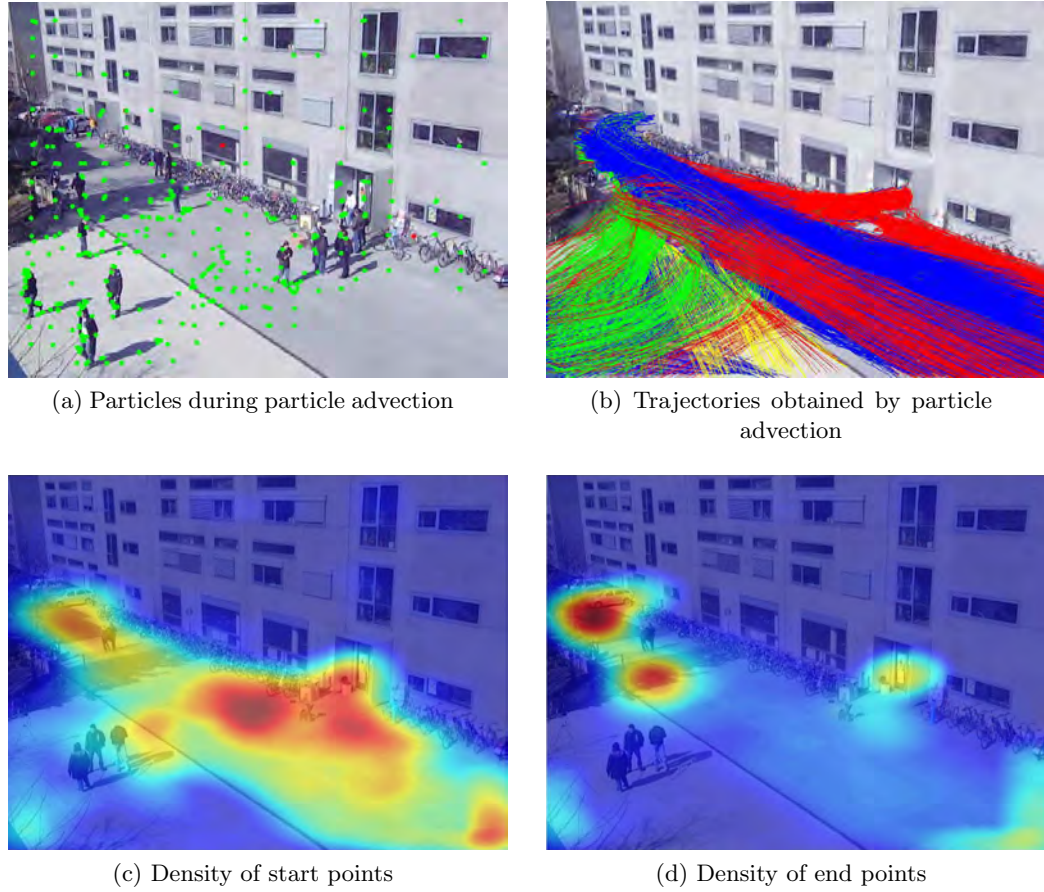 (a) Particles during particle advection
(b) Trajectories obtained by particle
advection
(c) Density of start points
(d) Density of end points